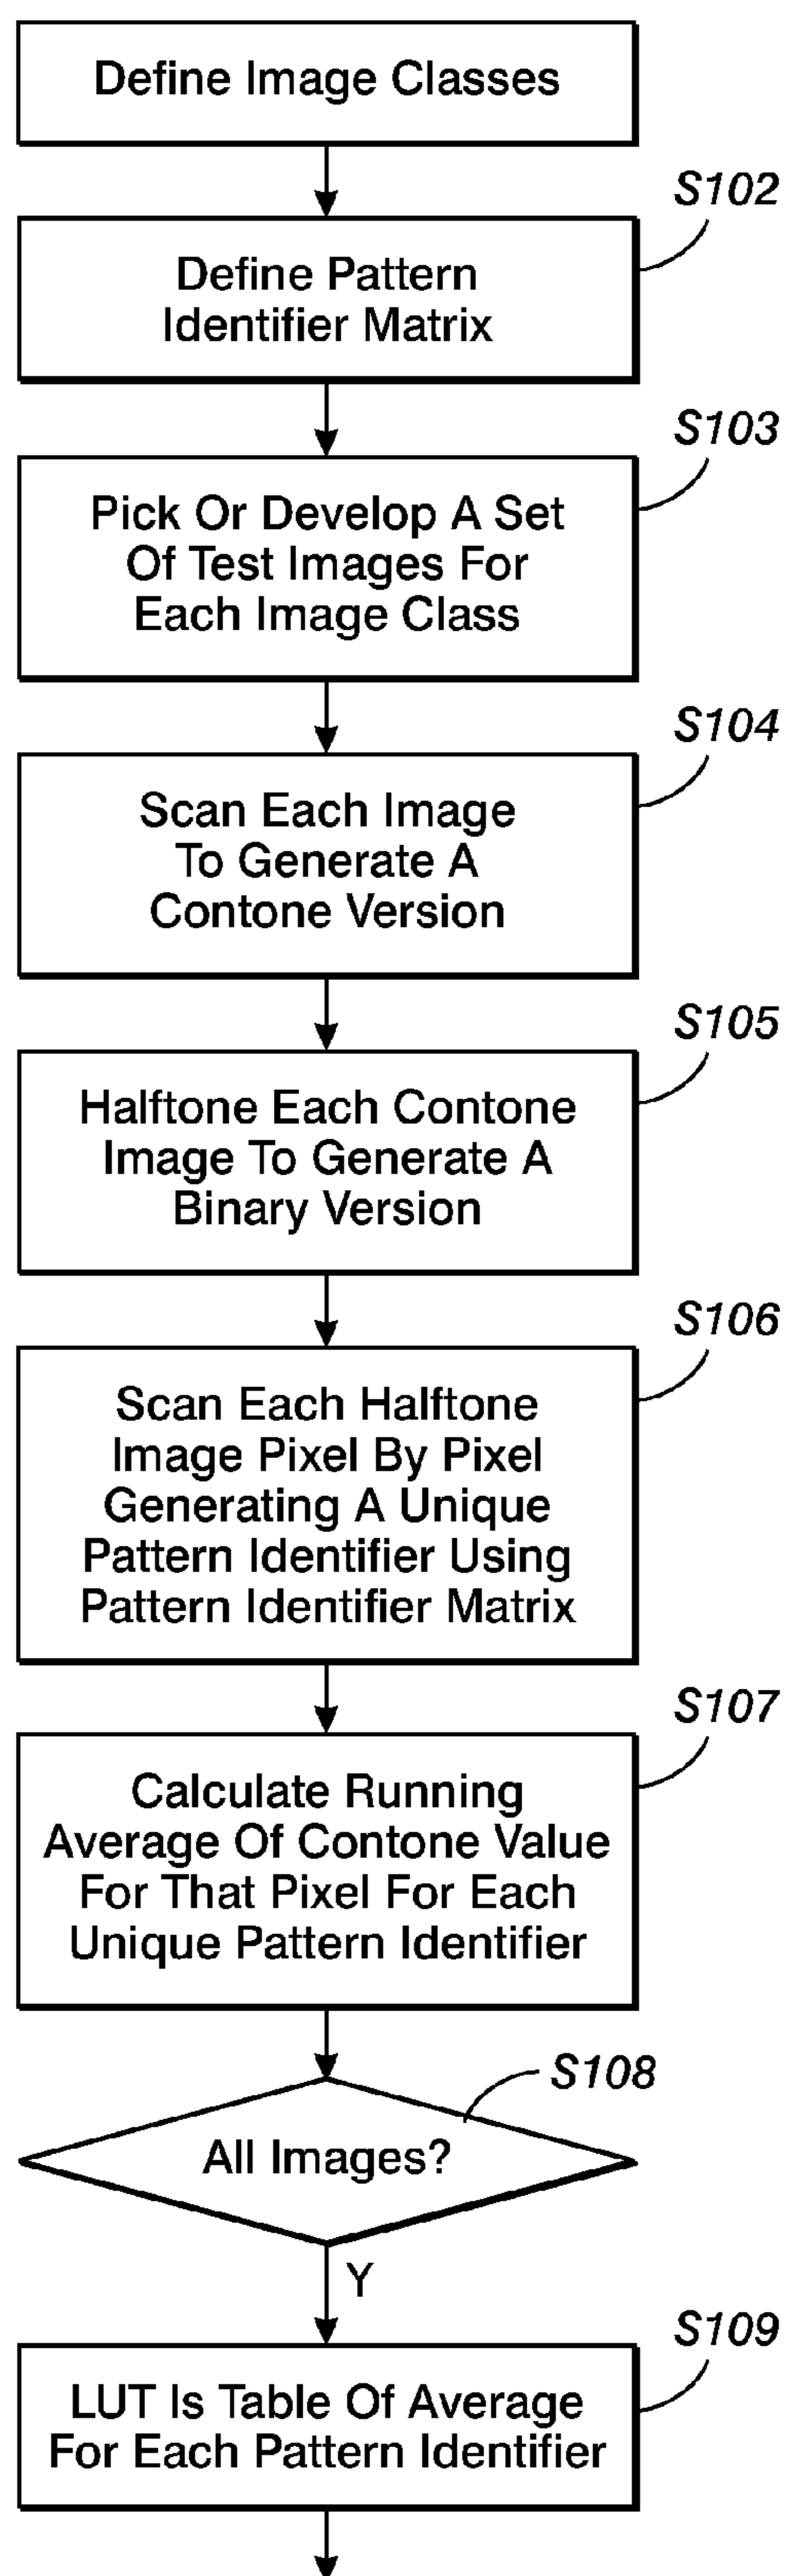 Define Image Classes
S102
Define Pattern
Identifier Matrix
S103
Pick Or Develop A Set
Of Test Images For
Each Image Class
S104
Scan Each Image
To Generate A
Contone Version
S105
Halftone Each Contone
Image To Generate A
Binary Version
S106
Scan Each Halftone
Image Pixel By Pixel
Generating A Unique
Pattern Identifier Using
Pattern Identifier Matrix
S107
Calculate Running
Average Of Contone Value
For That Pixel For Each
Unique Pattern Identifier
S108
All Images?
Y
S109
LUT Is Table Of Average
For Each Pattern Identifier